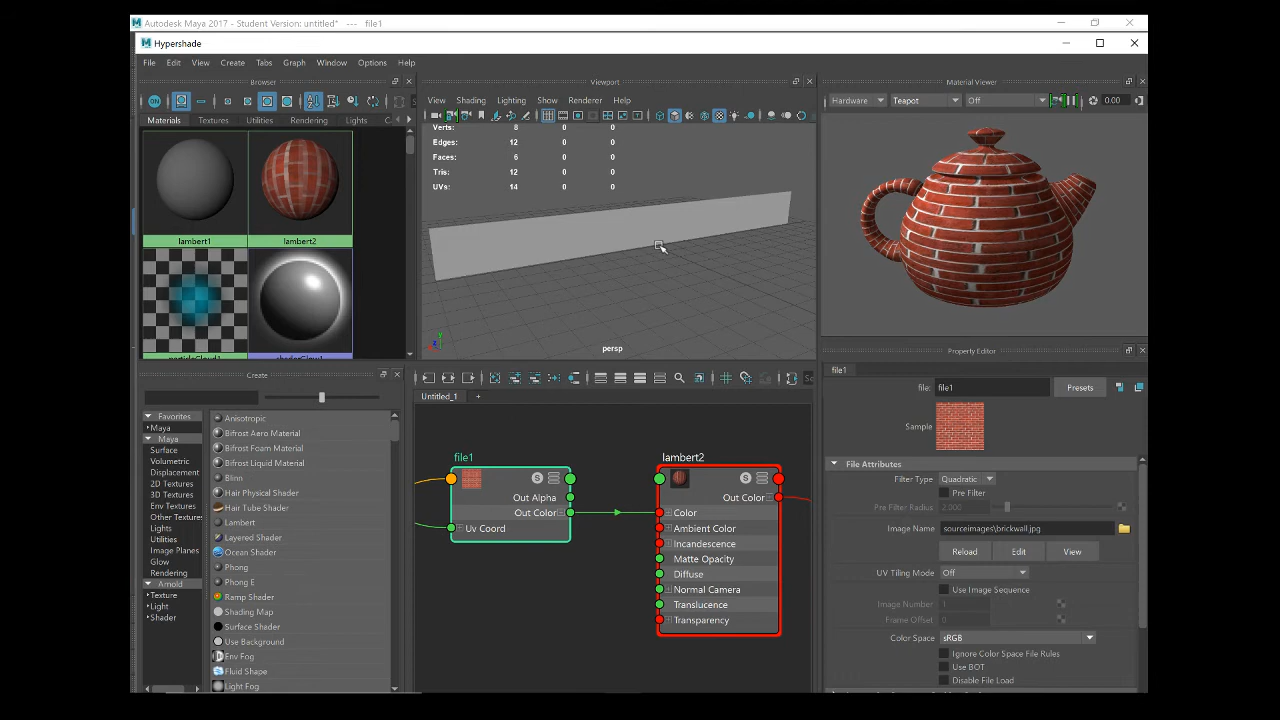 Autodesk Maya 2017 - Student Version: untitled* --- file1
Hypershade
File Edit View Create Tabs Graph Window Options Help
Browser
ON
Materials Textures Utilities Rendering Lights
lambert1
lambert2
particleCloud1
shaderGlow1
Viewport
View Shading Lighting Show Renderer Help
Verts: 8 0 0
Edges: 12 0 0
Faces: 6 0 0
Tris: 12 0 0
UVs: 14 0 0
persp
Material Viewer
Hardware Teapot Off 0.00
Create
Favorites
Maya
Maya
Surface
Volumetric
Displacement
2D Textures
3D Textures
Env Textures
Other Textures
Lights
Utilities
Image Planes
Glow
Rendering
Arnold
Texture
Light
Shader
Anisotropic
Bifrost Aero Material
Bifrost Foam Material
Bifrost Liquid Material
Blinn
Hair Physical Shader
Hair Tube Shader
Lambert
Layered Shader
Ocean Shader
Phong
Phong E
Ramp Shader
Shading Map
Surface Shader
Use Background
Env Fog
Fluid Shape
Light Fog
Untitled_1 +
file1
S
Out Alpha
Out Color
Uv Coord
lambert2
S
Out Color
Color
Ambient Color
Incandescence
Matte Opacity
Diffuse
Normal Camera
Translucence
Transparency
Property Editor
file1
file: file1 Presets
Sample
File Attributes
Filter Type Quadratic
Pre Filter
Pre Filter Radius 2.000
Image Name sourceimages\brickwall.jpg
Reload Edit View
UV Tiling Mode Off
Use Image Sequence
Image Number 1
Frame Offset 0
Color Space sRGB
Ignore Color Space File Rules
Use BOT
Disable File Load